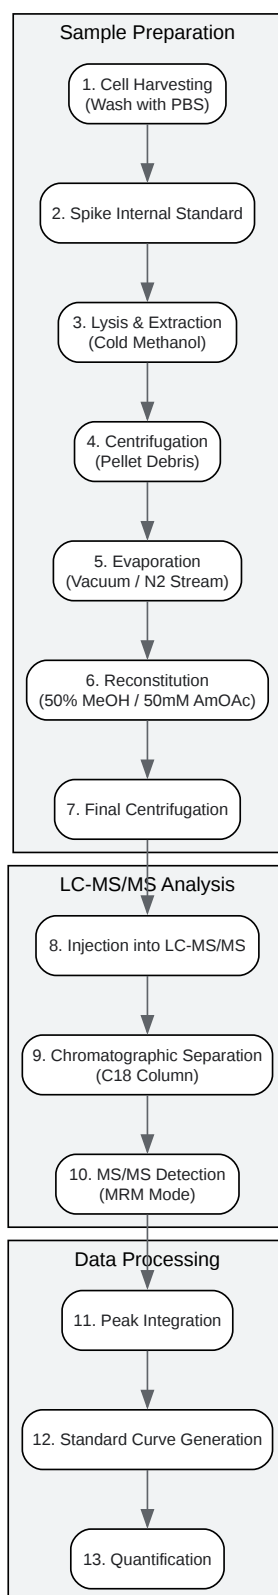 Sample Preparation
1. Cell Harvesting
(Wash with PBS)
2. Spike Internal Standard
3. Lysis & Extraction
(Cold Methanol)
4. Centrifugation
(Pellet Debris)
5. Evaporation
(Vacuum / N2 Stream)
6. Reconstitution
(50% MeOH / 50mM AmOAc)
7. Final Centrifugation
LC-MS/MS Analysis
8. Injection into LC-MS/MS
9. Chromatographic Separation
(C18 Column)
10. MS/MS Detection
(MRM Mode)
Data Processing
11. Peak Integration
12. Standard Curve Generation
13. Quantification